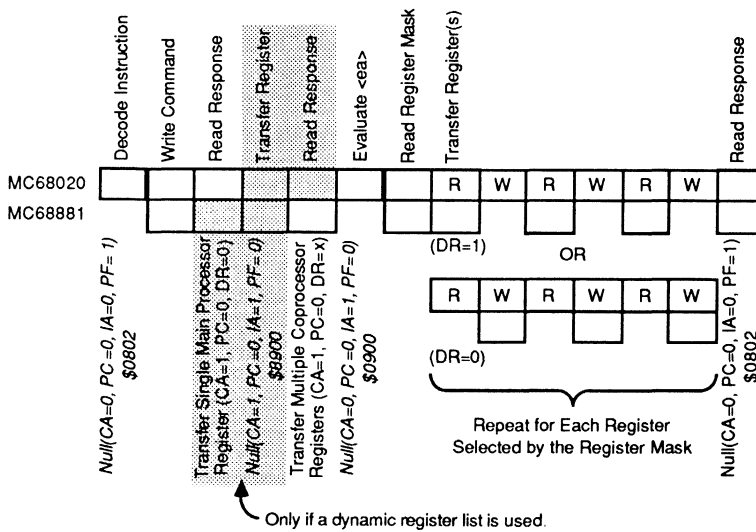 Decode Instruction
Write Command
Read Response
Transfer Register
Read Response
Evaluate <ea>
Read Register Mask
Transfer Register(s)
Read Response
MC68020
R W R W R W
MC68881
(DR=1)
OR
R W R W R W
(DR=0)
Null(CA=0, PC=0, IA=0, PF=1)
$0802
Transfer Single Main Processor
Register (CA=1, PC=0, DR=0)
Null(CA=1, PC=0, IA=1, PF=0)
$8900
Transfer Multiple Coprocessor
Registers (CA=1, PC=0, DR=x)
Null(CA=0, PC=0, IA=1, PF=0)
$0900
Repeat for Each Register
Selected by the Register Mask
Null(CA=0, PC=0, IA=0, PF=1)
$0802
Only if a dynamic register list is used.